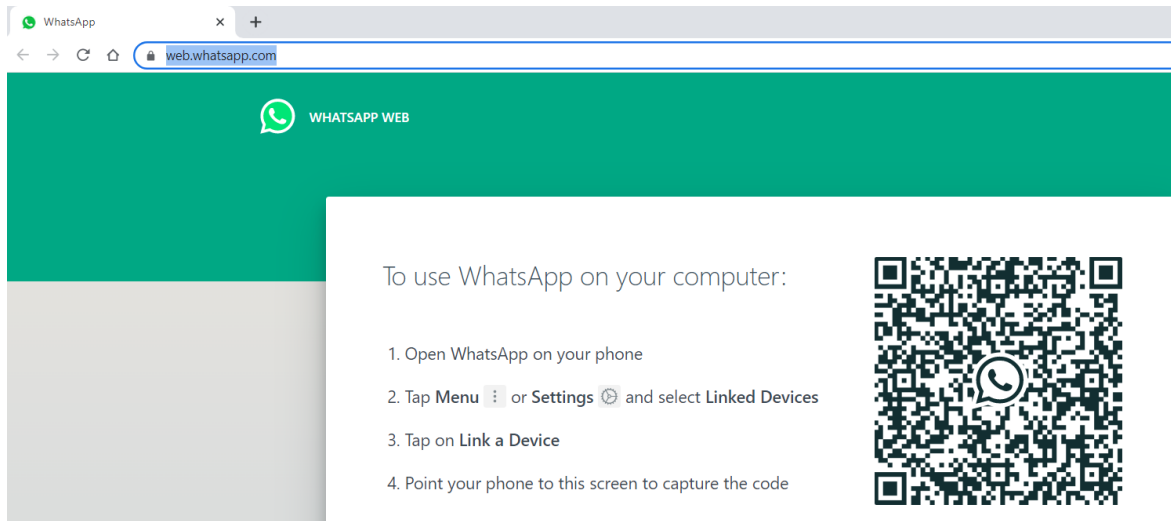 WhatsApp
web.whatsapp.com
WHATSAPP WEB
To use WhatsApp on your computer:
1. Open WhatsApp on your phone
2. Tap Menu or Settings and select Linked Devices
3. Tap on Link a Device
4. Point your phone to this screen to capture the code